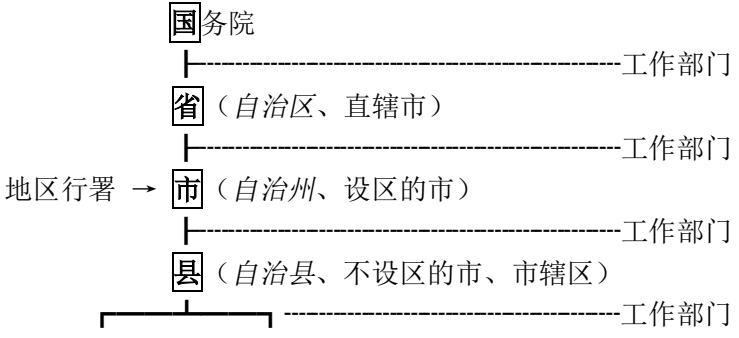 国务院
工作部门
省（自治区、直辖市）
工作部门
地区行署 → 市（自治州、设区的市）
工作部门
县（自治县、不设区的市、市辖区）
工作部门